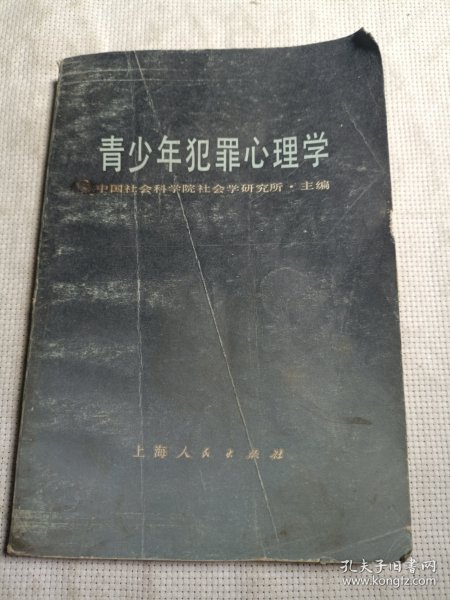 青少年犯罪心理学
中国社会科学院社会学研究所·主编
上海人民出版社
孔夫子旧书网
www.kongfz.com